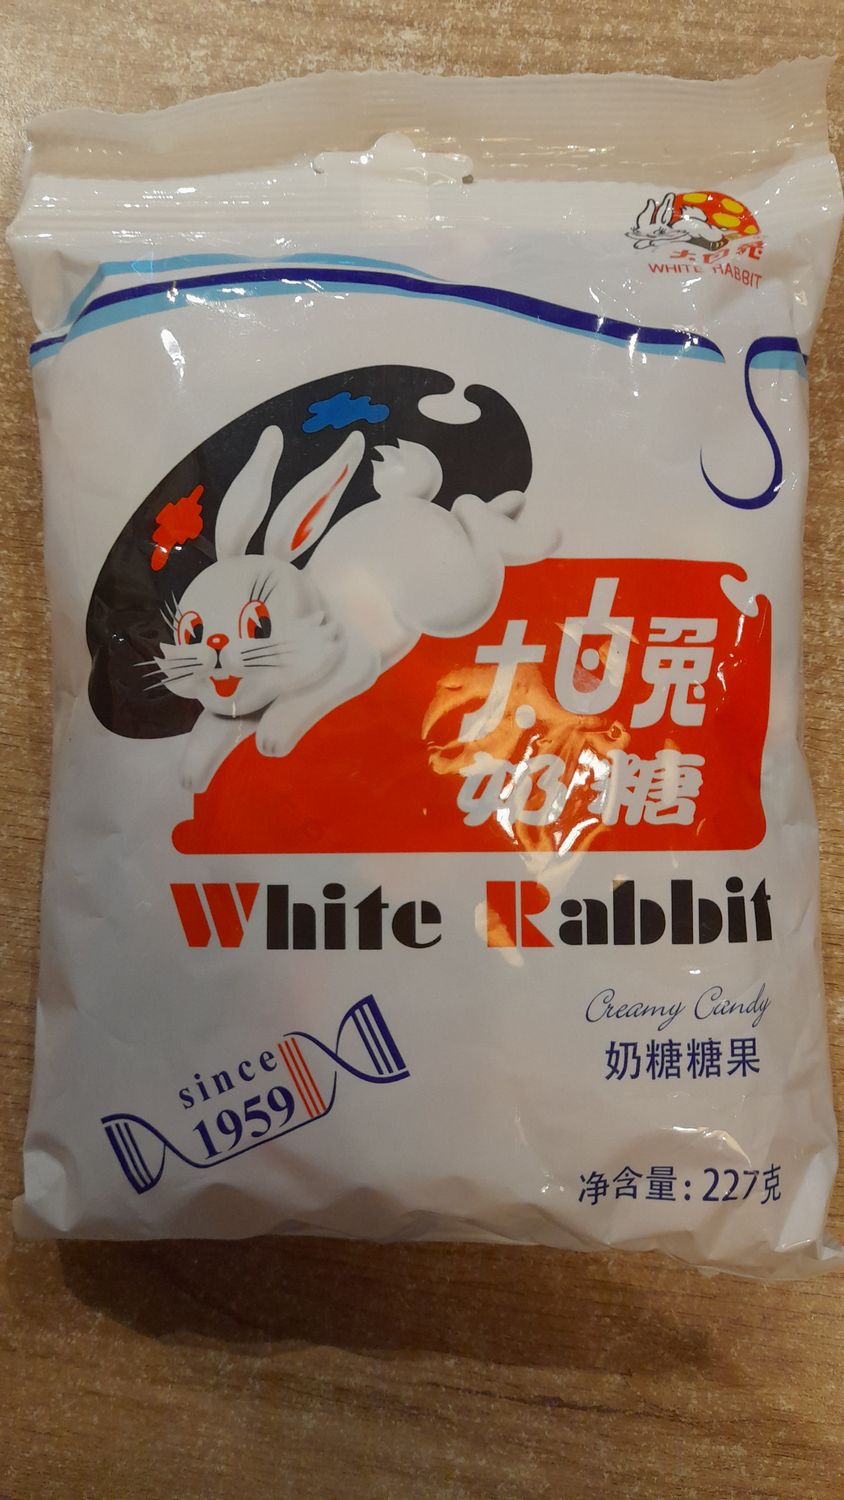 大白兔
WHITE RABBIT
大白兔
奶糖
White Rabbit
Creamy Candy
奶糖糖果
since
1959
净含量:227克